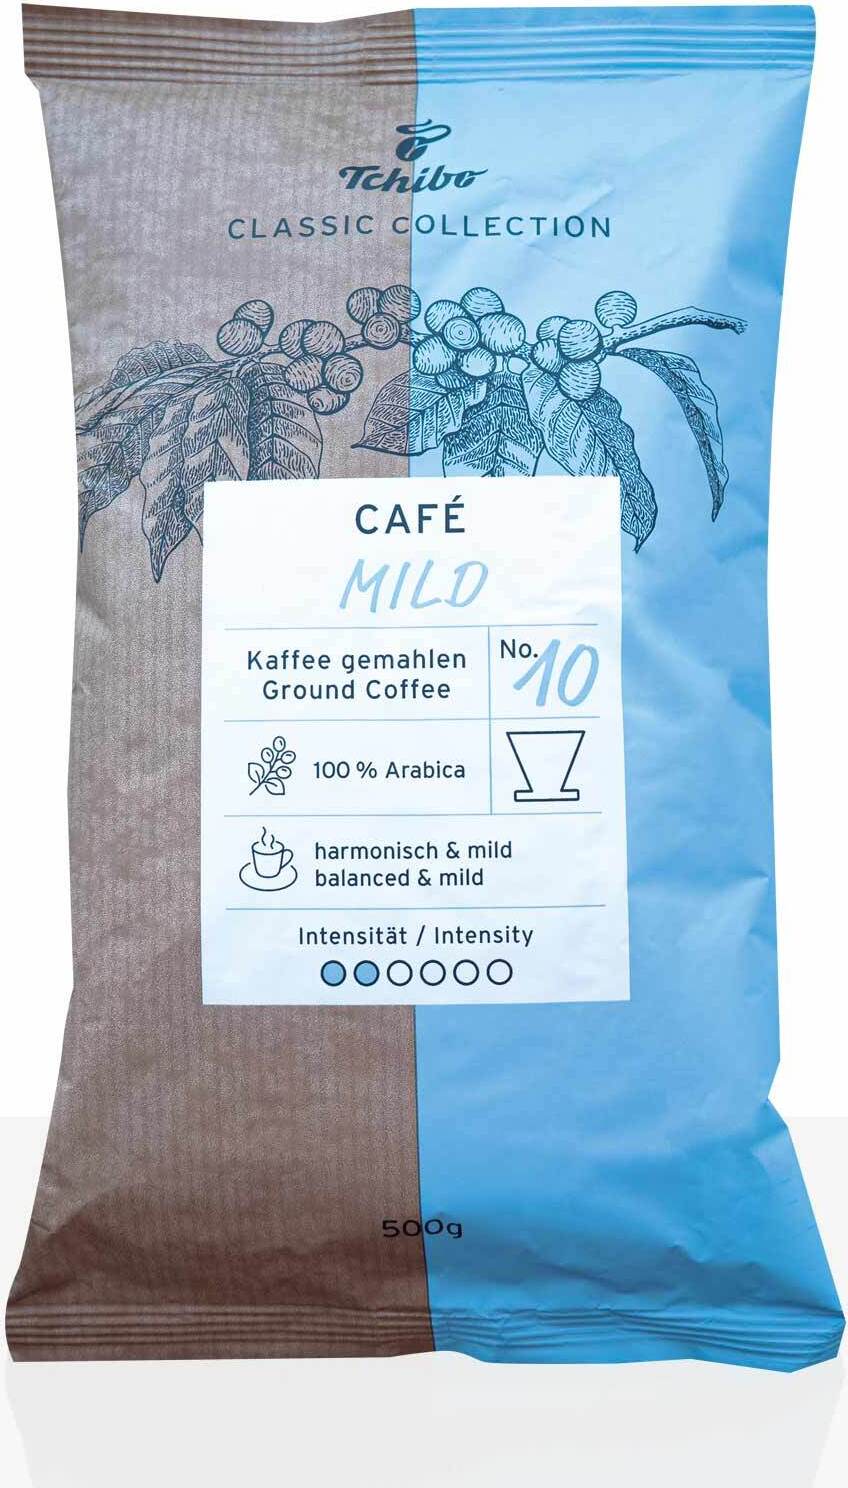 Tchibo
CLASSIC COLLECTION
CAFÉ
MILD
Kaffee gemahlen
Ground Coffee
No. 10
100 % Arabica
harmonisch & mild
balanced & mild
Intensität / Intensity
500g